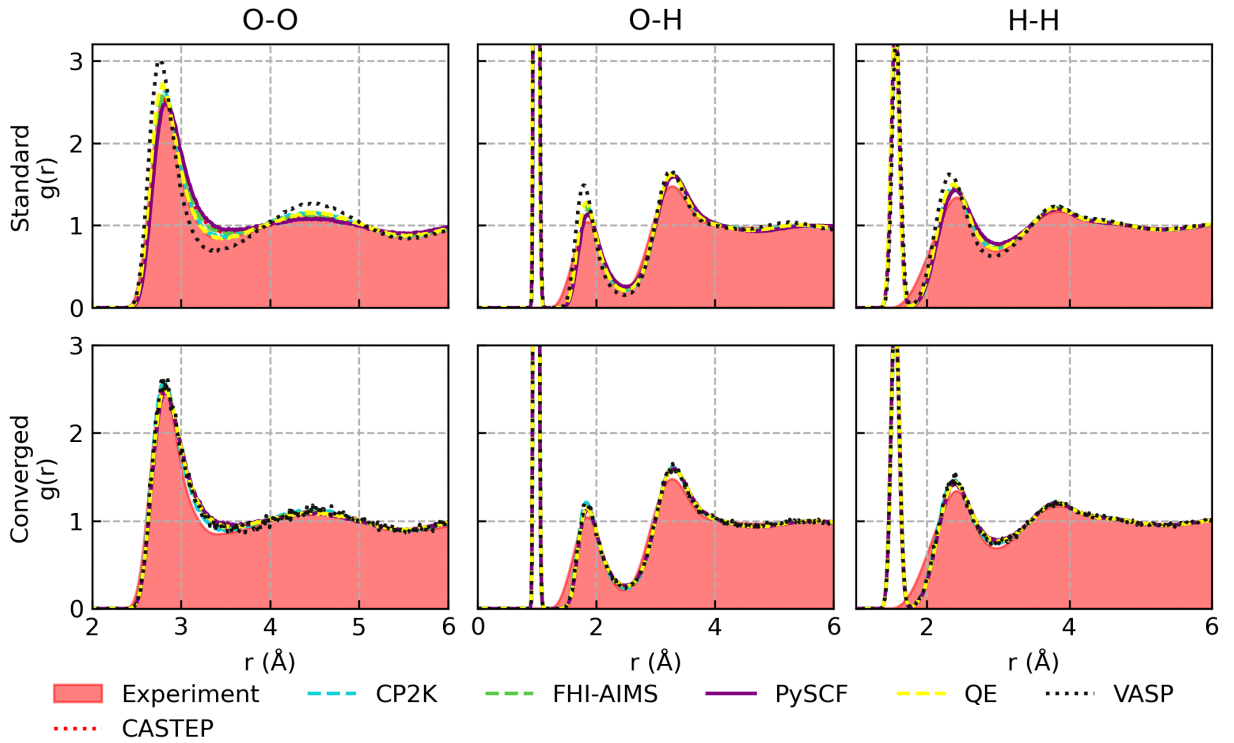 O-O O-H H-H
Standard
g(r)
3
2
1
0
Converged
g(r)
3
2
1
0
2 3 4 5 6 0 2 4 6 2 4 6
r (Å) r (Å) r (Å)
Experiment CP2K FHI-AIMS PySCF QE VASP
CASTEP